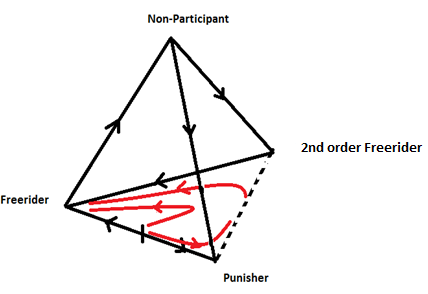 Non-Participant
2nd order Freerider
Freerider
Punisher